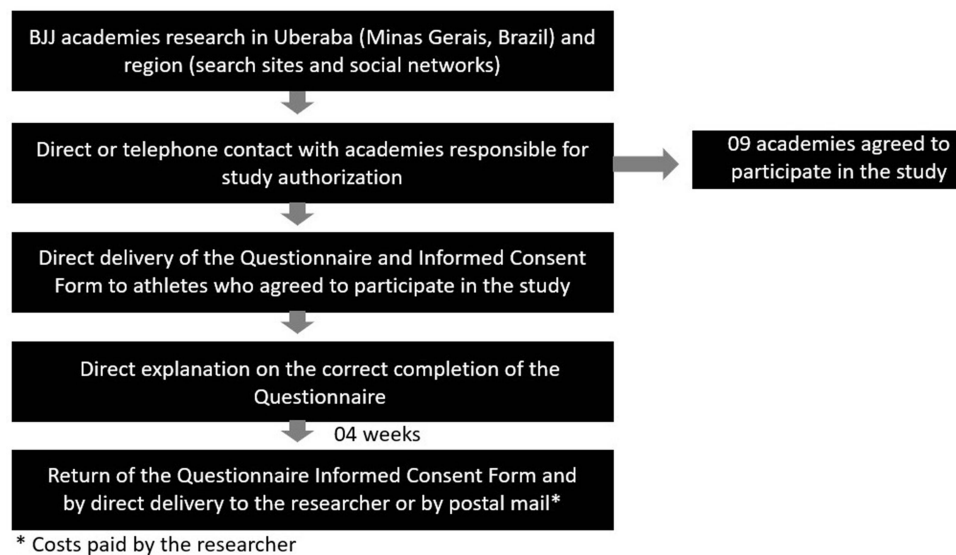 BJJ academies research in Uberaba (Minas Gerais, Brazil) and
region (search sites and social networks)
Direct or telephone contact with academies responsible for
study authorization
09 academies agreed to
participate in the study
Direct delivery of the Questionnaire and Informed Consent
Form to athletes who agreed to participate in the study
Direct explanation on the correct completion of the
Questionnaire
04 weeks
Return of the Questionnaire Informed Consent Form and
by direct delivery to the researcher or by postal mail*
* Costs paid by the researcher